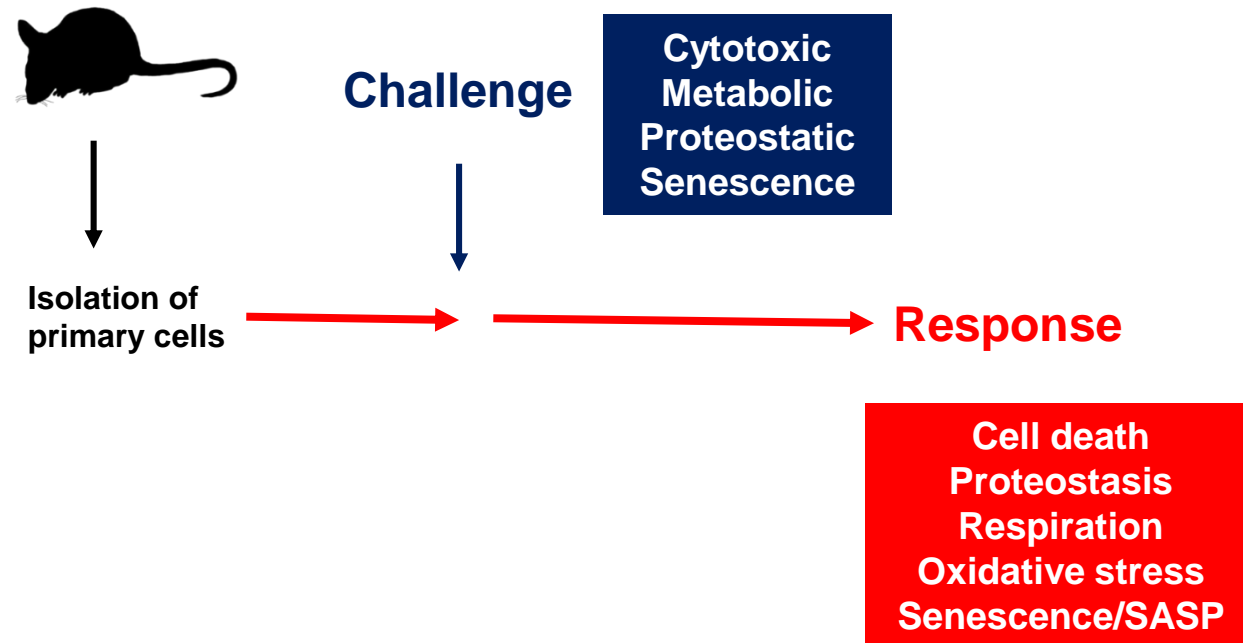 Challenge
Cytotoxic
Metabolic
Proteostatic
Senescence
Isolation of
primary cells
Response
Cell death
Proteostasis
Respiration
Oxidative stress
Senescence/SASP